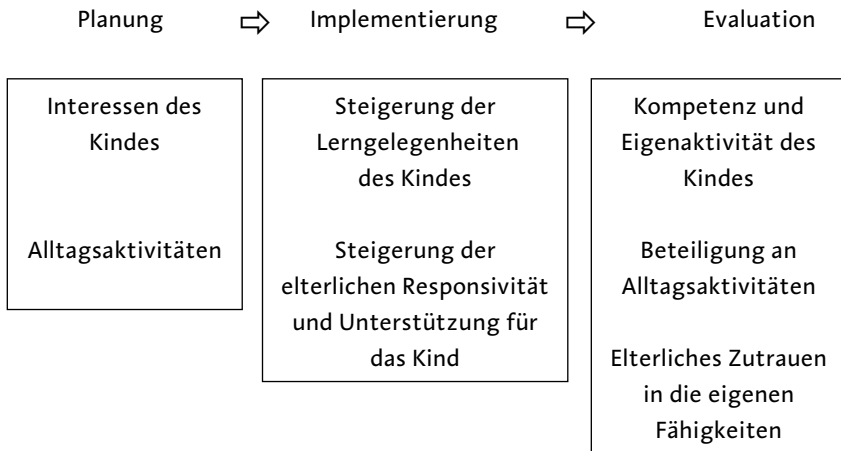 Planung ⇨ Implementierung ⇨ Evaluation
Interessen des
Kindes
Alltagsaktivitäten
Steigerung der
Lerngelegenheiten
des Kindes
Steigerung der
elterlichen Responsivität
und Unterstützung für
das Kind
Kompetenz und
Eigenaktivität des
Kindes
Beteiligung an
Alltagsaktivitäten
Elterliches Zutrauen
in die eigenen
Fähigkeiten